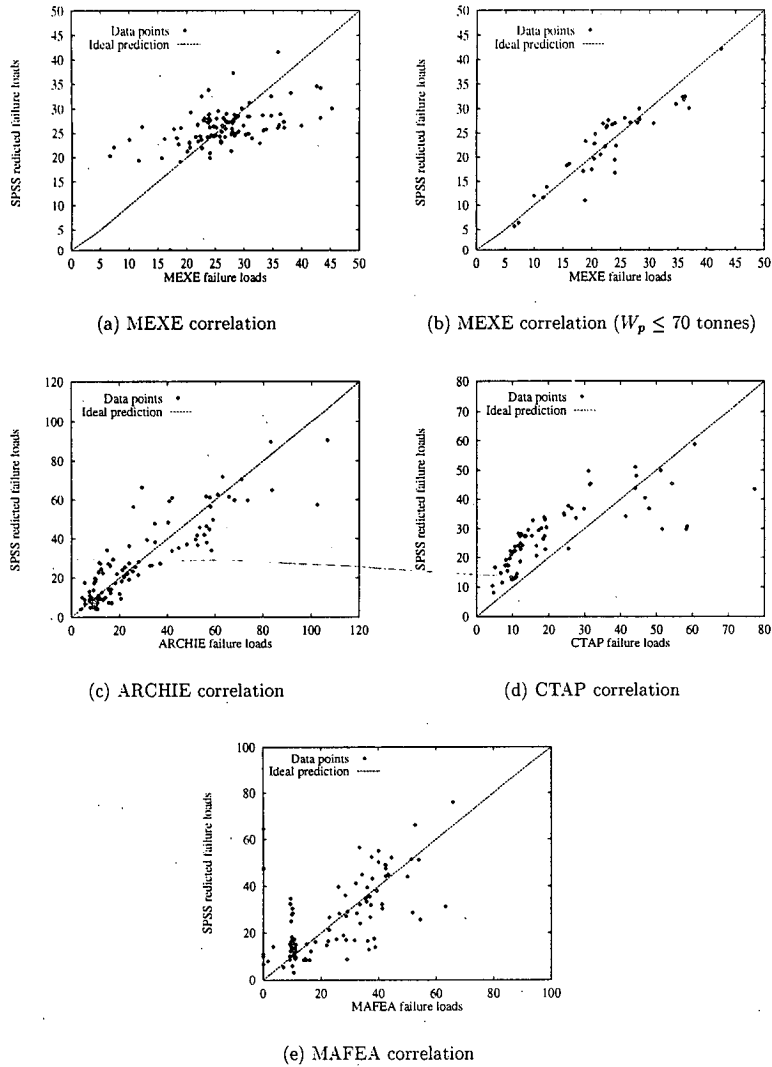 50
45
40
35
30
25
20
15
10
5
0
Data points
Ideal prediction
SPSS redicted failure loads
0 5 10 15 20 25 30 35 40 45 50
MEXE failure loads
(a) MEXE correlation
50
45
40
35
30
25
20
15
10
5
0
Data points
Ideal prediction
SPSS redicted failure loads
0 5 10 15 20 25 30 35 40 45 50
MEXE failure loads
(b) MEXE correlation (Wp ≤ 70 tonnes)
120
100
80
60
40
20
0
Data points
Ideal prediction
SPSS redicted failure loads
0 20 40 60 80 100 120
ARCHIE failure loads
(c) ARCHIE correlation
80
70
60
50
40
30
20
10
0
Data points
Ideal prediction
SPSS redicted failure loads
0 10 20 30 40 50 60 70 80
CTAP failure loads
(d) CTAP correlation
100
80
60
40
20
0
Data points
Ideal prediction
SPSS redicted failure loads
0 20 40 60 80 100
MAFEA failure loads
(e) MAFEA correlation